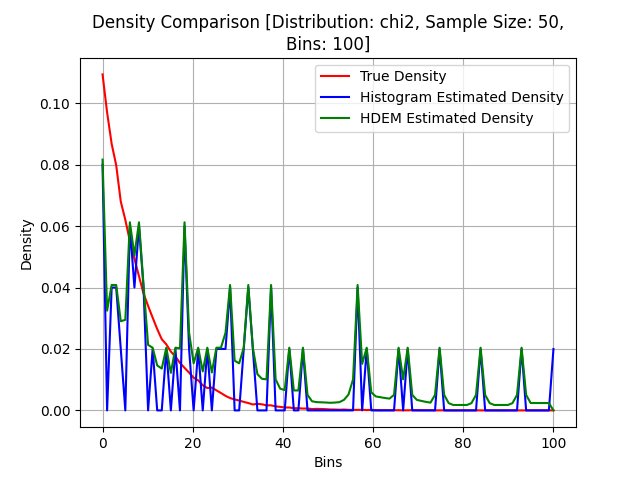 Density Comparison [Distribution: chi2, Sample Size: 50,
Bins: 100]
True Density
Histogram Estimated Density
HDEM Estimated Density
Density
0.10
0.08
0.06
0.04
0.02
0.00
0 20 40 60 80 100
Bins